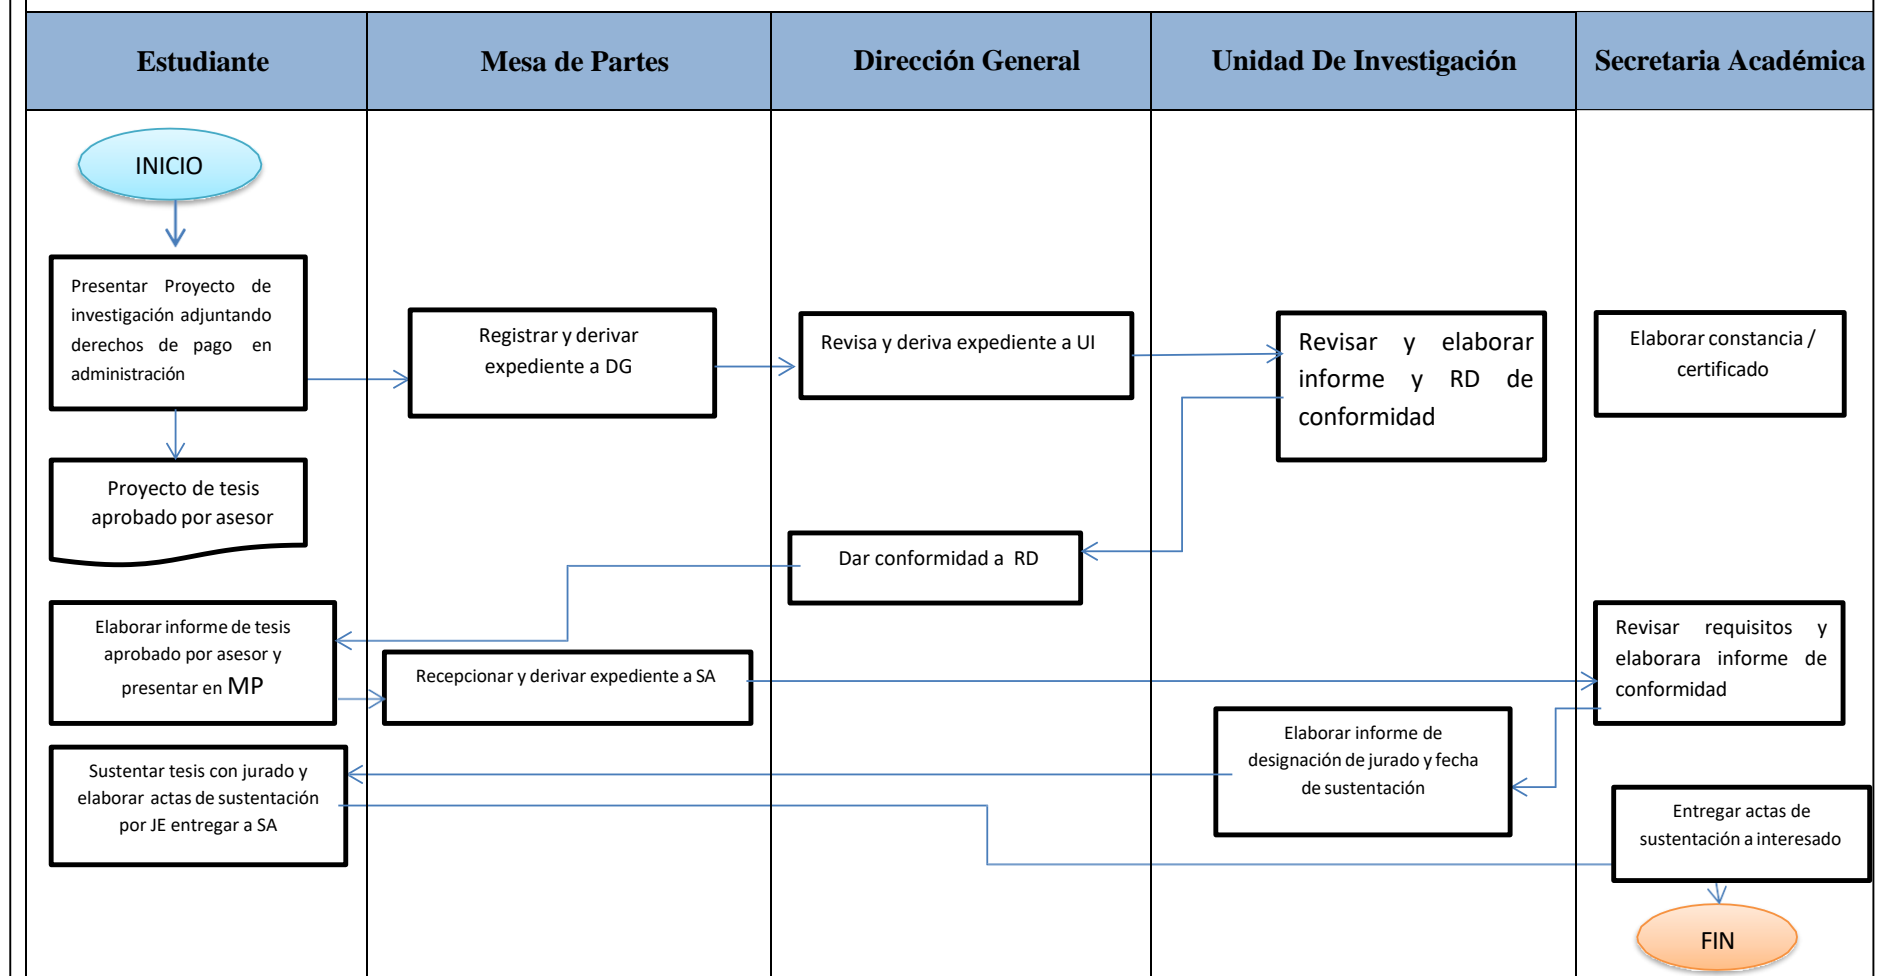 Estudiante
Mesa de Partes
Dirección General
Unidad De Investigación
Secretaria Académica
INICIO
Presentar Proyecto de
investigación adjuntando
derechos de pago en
administración
Registrar y derivar
expediente a DG
Revisa y deriva expediente a UI
Revisar y elaborar
informe y RD de
conformidad
Elaborar constancia /
certificado
Proyecto de tesis
aprobado por asesor
Dar conformidad a RD
Elaborar informe de tesis
aprobado por asesor y
presentar en MP
Recepcionar y derivar expediente a SA
Revisar requisitos y
elaborara informe de
conformidad
Elaborar informe de
designación de jurado y fecha
de sustentación
Sustentar tesis con jurado y
elaborar actas de sustentación
por JE entregar a SA
Entregar actas de
sustentación a interesado
FIN